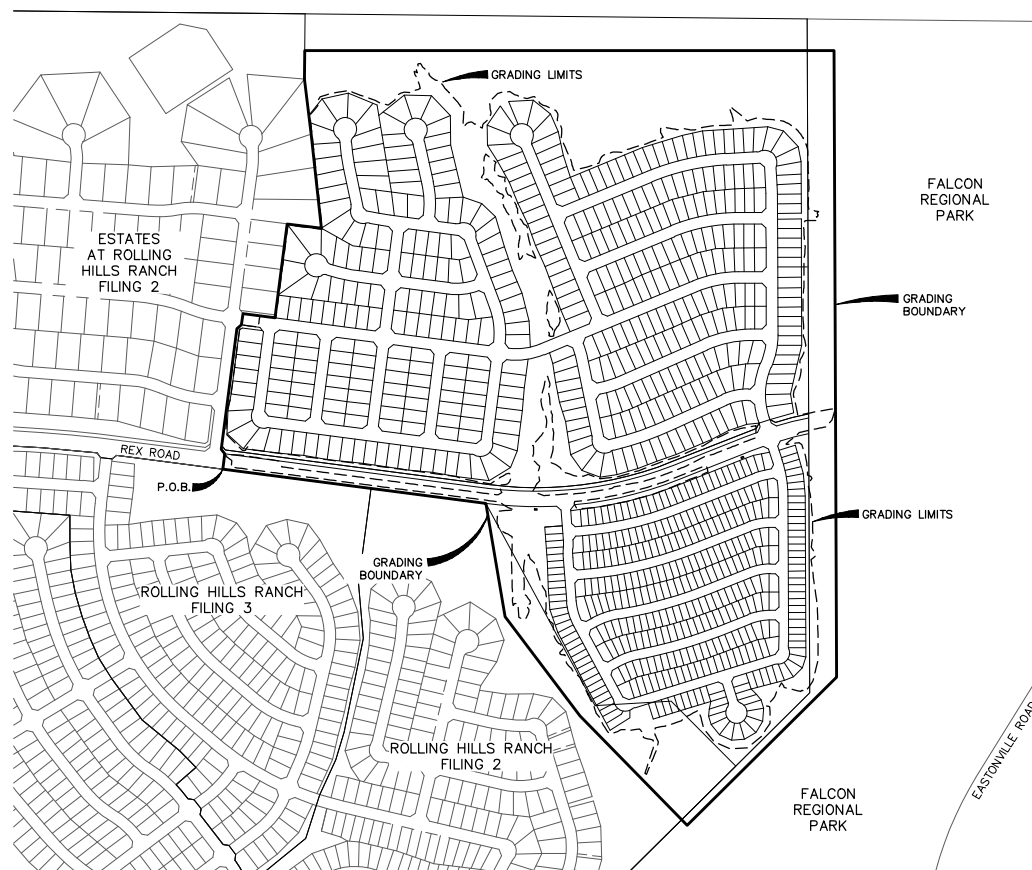 GRADING LIMITS
FALCON
REGIONAL
PARK
ESTATES
AT ROLLING
HILLS RANCH
FILING 2
GRADING
BOUNDARY
REX ROAD
P.O.B.
GRADING LIMITS
GRADING
BOUNDARY
ROLLING HILLS RANCH
FILING 3
ROLLING HILLS RANCH
FILING 2
EASTONVILLE ROAD
FALCON
REGIONAL
PARK